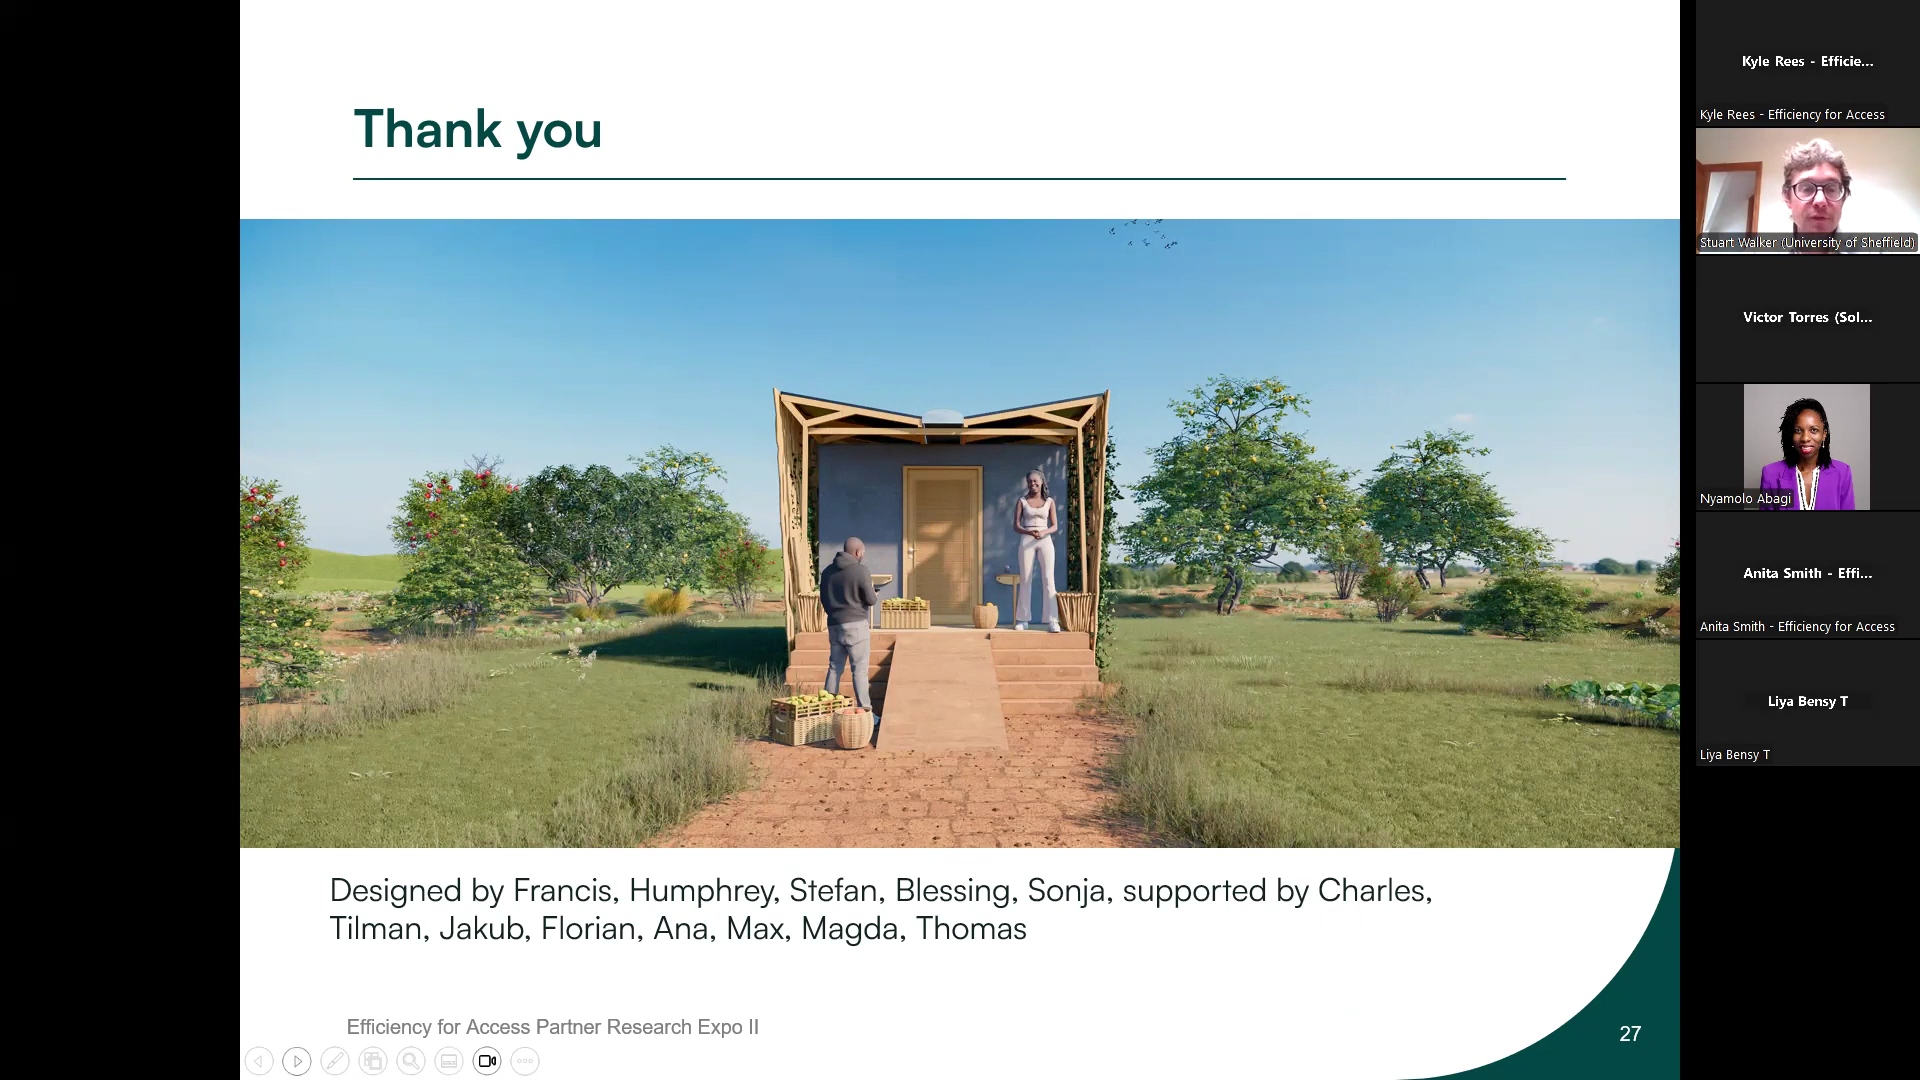 Thank you
Designed by Francis, Humphrey, Stefan, Blessing, Sonja, supported by Charles,
Tilman, Jakub, Florian, Ana, Max, Magda, Thomas
Efficiency for Access Partner Research Expo II
27
Kyle Rees - Efficie...
Kyle Rees - Efficiency for Access
Stuart Walker (University of Sheffield)
Victor Torres (Sol...
Nyamolo Abagi
Anita Smith - Effi...
Anita Smith - Efficiency for Access
Liya Bensy T
Liya Bensy T